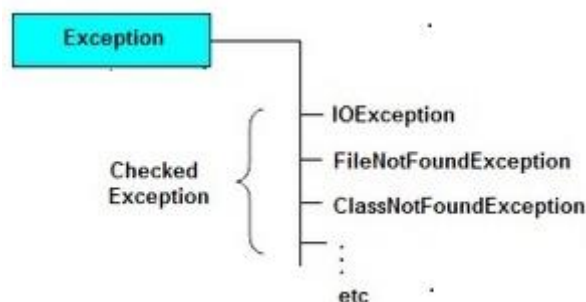 Exception
IOException
FileNotFoundException
Checked
Exception
ClassNotFoundException
etc